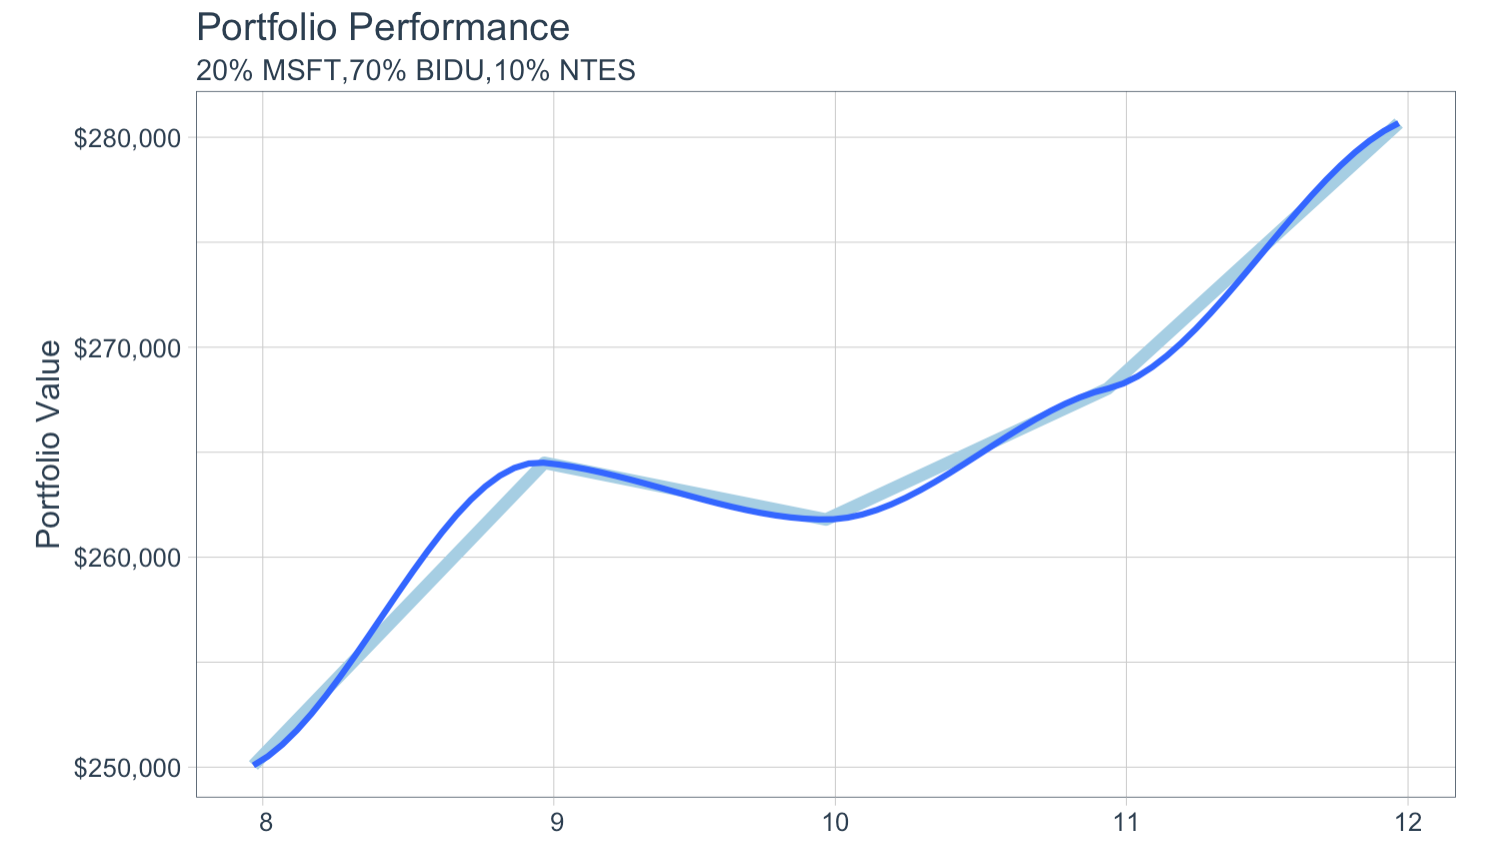 Portfolio Performance
20% MSFT,70% BIDU,10% NTES
Portfolio Value
$280,000
$270,000
$260,000
$250,000
8 9 10 11 12